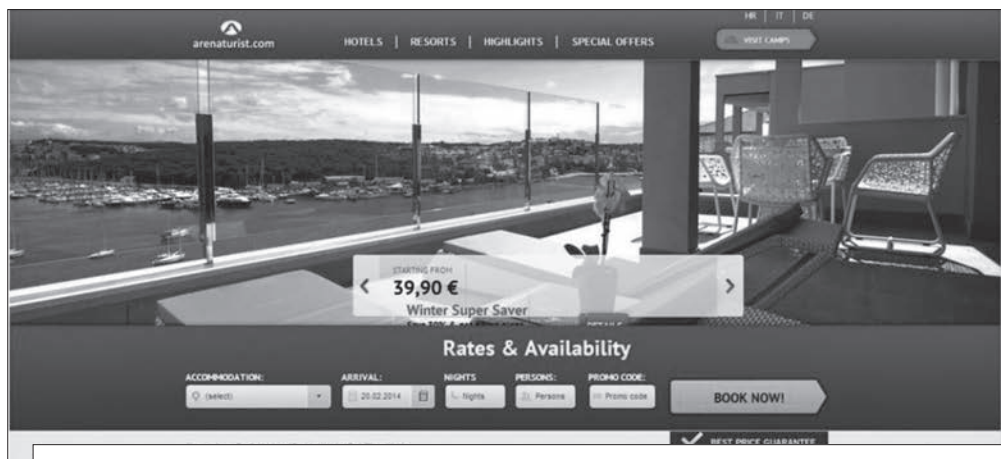 HR | IT | DE
arenaturist.com
HOTELS | RESORTS | HIGHLIGHTS | SPECIAL OFFERS
VISIT CAMPS
STARTING FROM
39,90 €
Winter Super Saver
Rates & Availability
ACCOMMODATION: ARRIVAL: NIGHTS PERSONS: PROMO CODE:
(select) 20.02.2014 Nights Persons Promo code
BOOK NOW!
BEST PRICE GUARANTEE